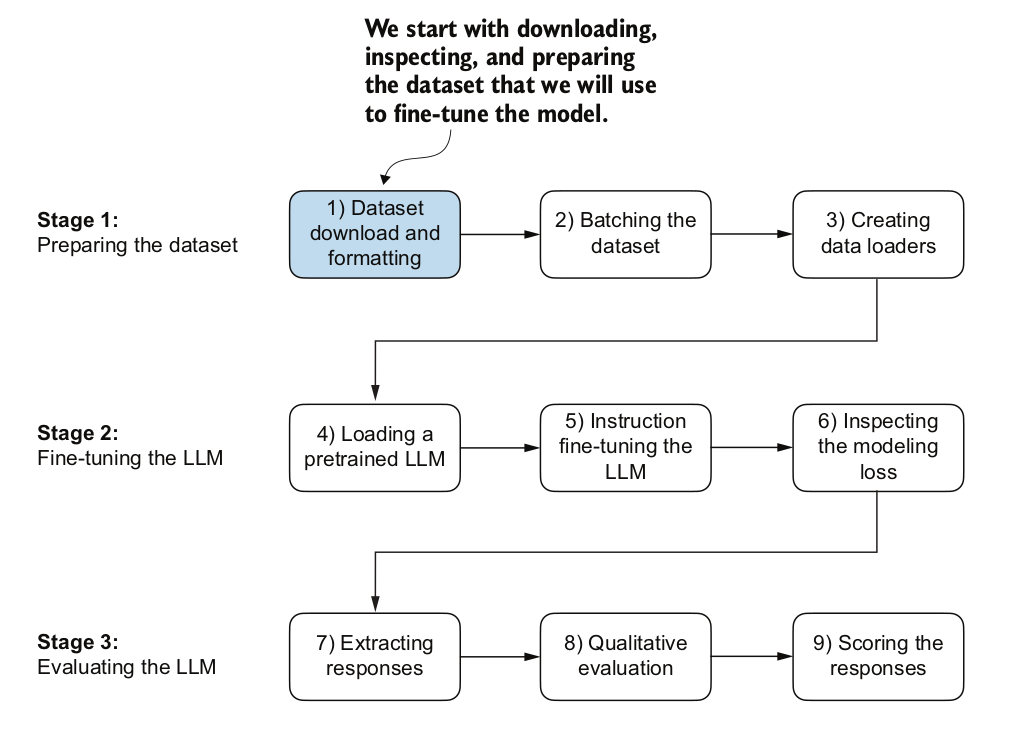 We start with downloading,
inspecting, and preparing
the dataset that we will use
to fine-tune the model.
Stage 1:
Preparing the dataset
1) Dataset
download and
formatting
2) Batching the
dataset
3) Creating
data loaders
Stage 2:
Fine-tuning the LLM
4) Loading a
pretrained LLM
5) Instruction
fine-tuning the
LLM
6) Inspecting
the modeling
loss
Stage 3:
Evaluating the LLM
7) Extracting
responses
8) Qualitative
evaluation
9) Scoring the
responses